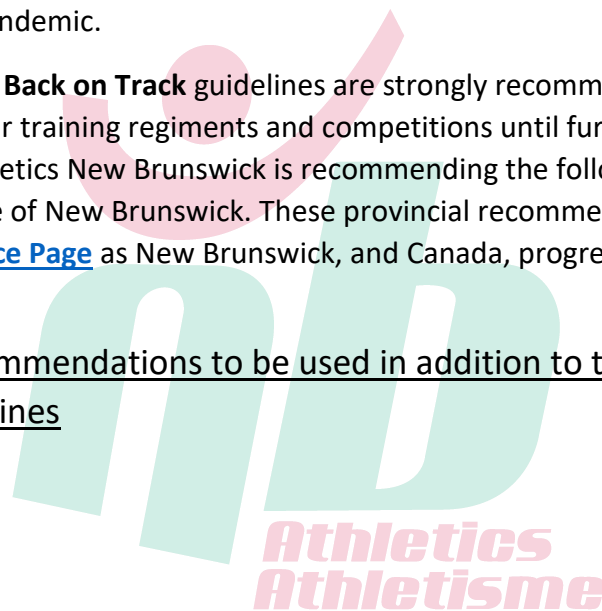 ndemic.
Back on Track guidelines are strongly recomm
r training regiments and competitions until fur
etics New Brunswick is recommending the follo
e of New Brunswick. These provincial recomme
ce Page as New Brunswick, and Canada, progre
mmendations to be used in addition to t
ines
nb
Athletics
Athletisme